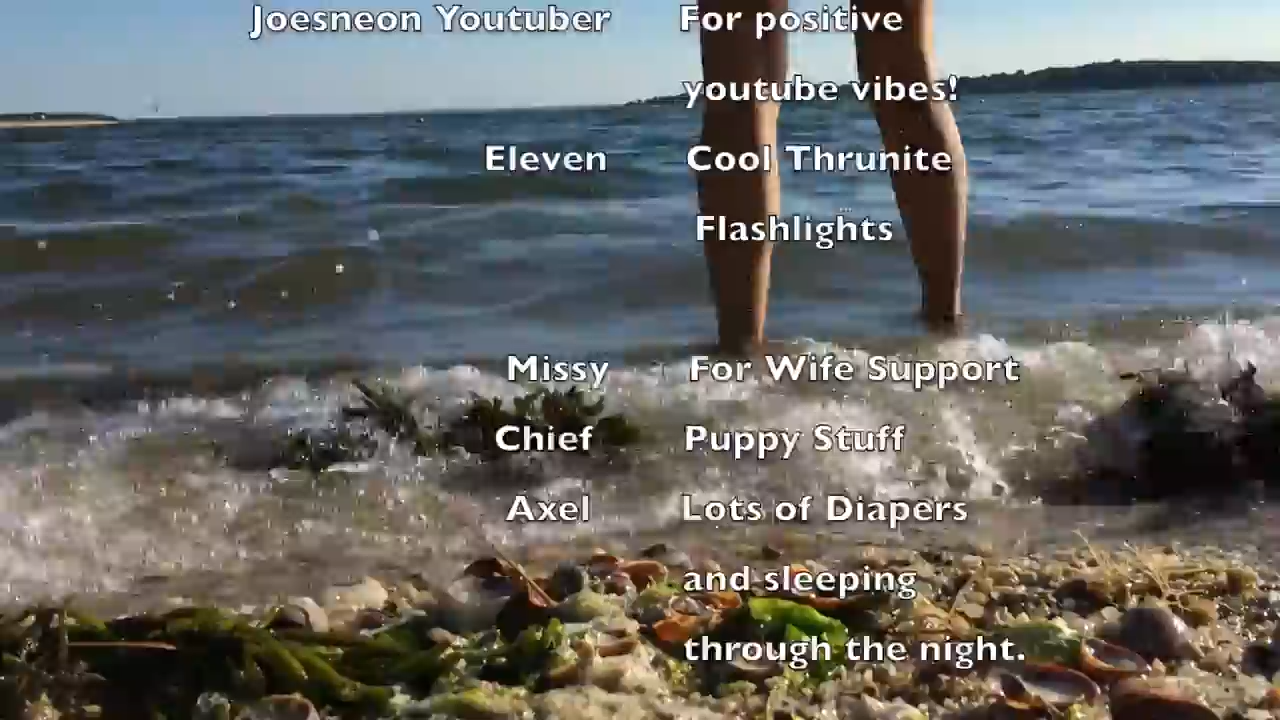 Joesneon Youtuber For positive
youtube vibes!
Eleven Cool Thrunite
Flashlights
Missy For Wife Support
Chief Puppy Stuff
Axel Lots of Diapers
and sleeping
through the night.